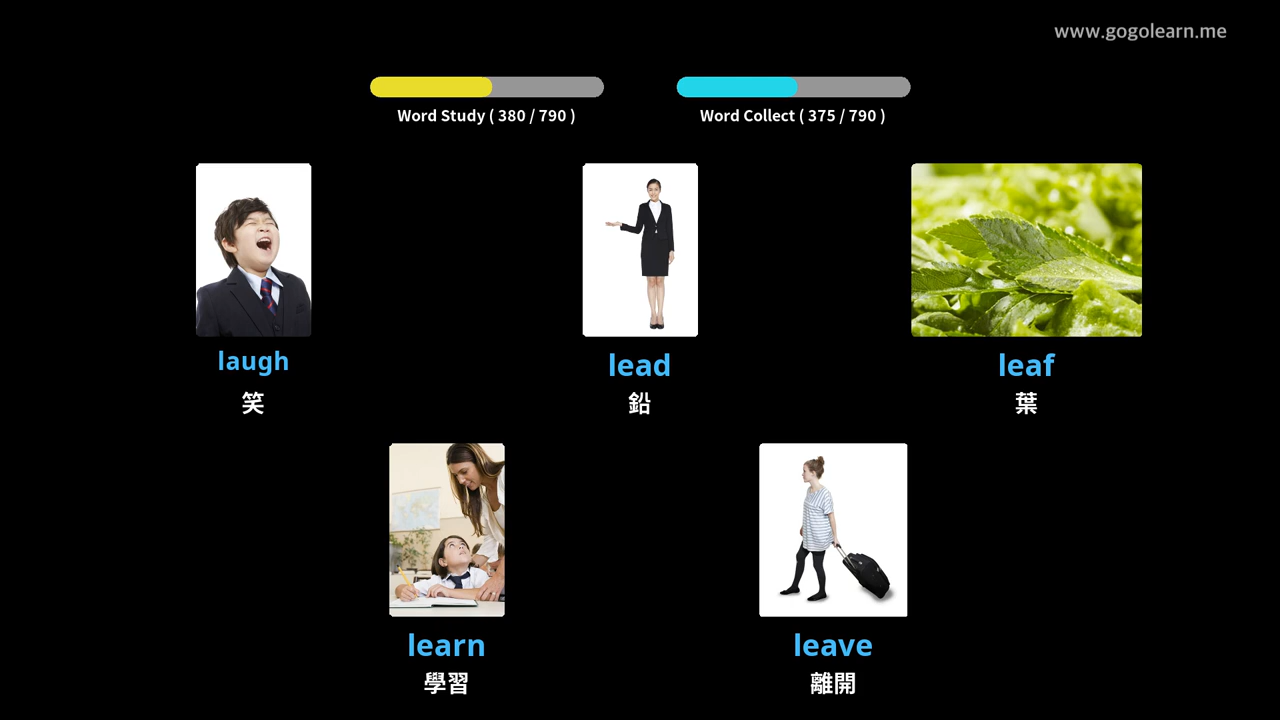 www.gogolearn.me
Word Study ( 380 / 790 )
Word Collect ( 375 / 790 )
laugh
笑
lead
鉛
leaf
葉
learn
學習
leave
離開